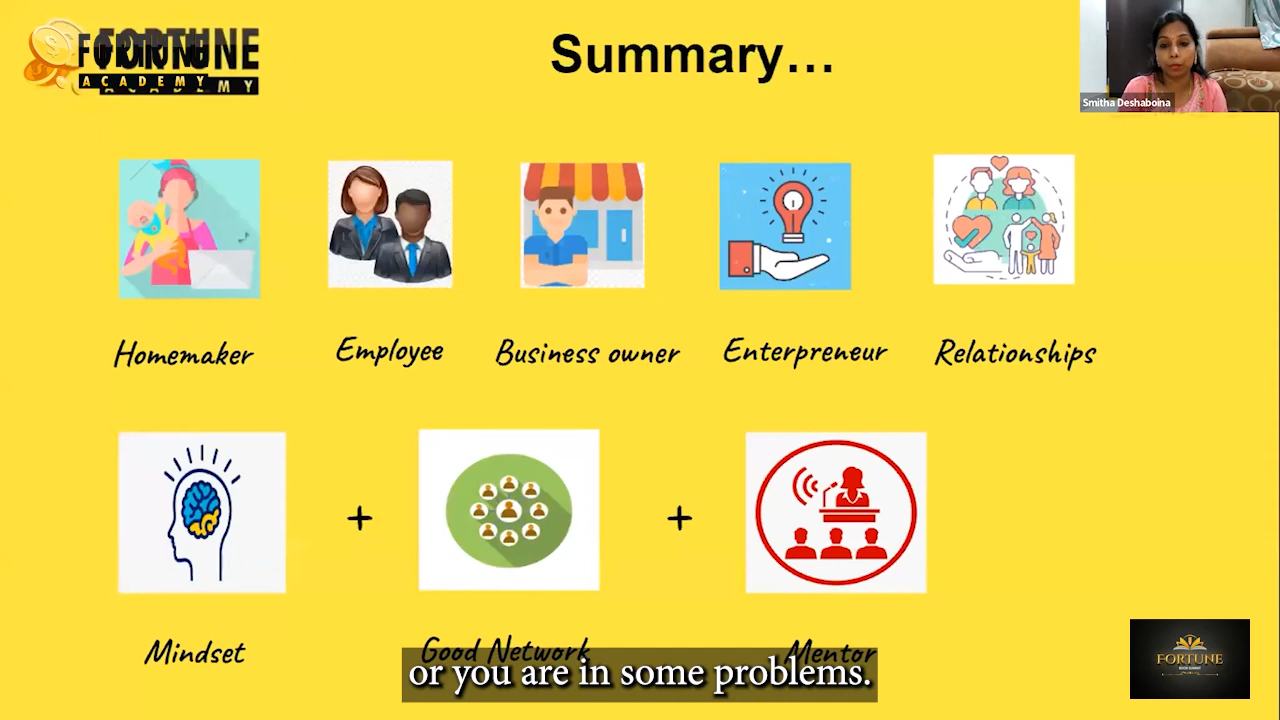 FORTUNE
ACADEMY
Summary...
Smitha Deshaboina
Homemaker
Employee
Business owner
Enterpreneur
Relationships
+
+
Mindset
Good Network
Mentor
or you are in some problems.
FORTUNE